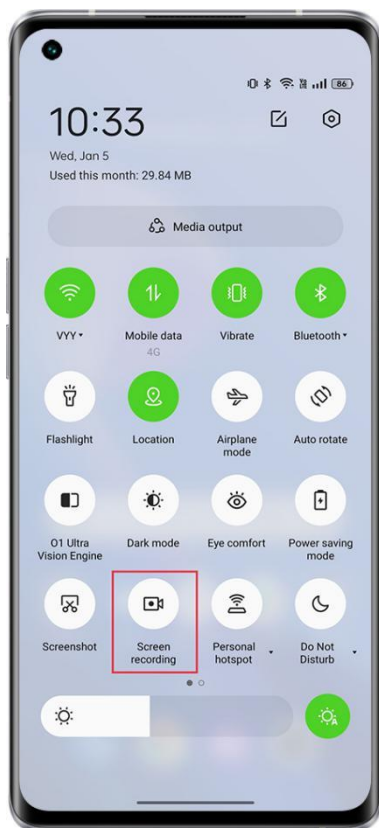 86
10:33
Wed, Jan 5
Used this month: 29.84 MB
Media output
VYY
Mobile data
4G
Vibrate
Bluetooth
Flashlight
Location
Airplane
mode
Auto rotate
O1 Ultra
Vision Engine
Dark mode
Eye comfort
Power saving
mode
Screenshot
Screen
recording
Personal
hotspot
Do Not
Disturb
A